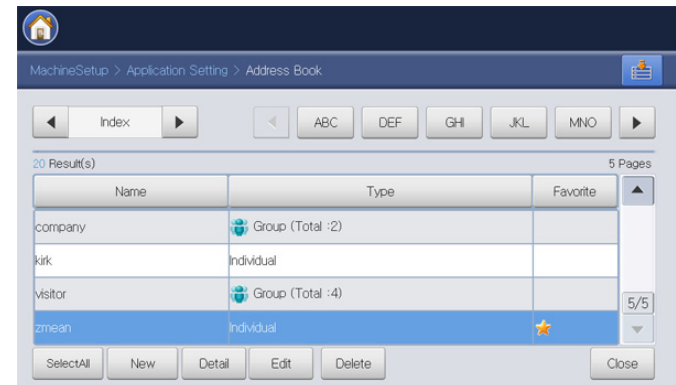 MachineSetup > Application Setting > Address Book
Index ABC DEF GHI JKL MNO
20 Result(s) 5 Pages
Name Type Favorite
company Group (Total :2)
kirk Individual
visitor Group (Total :4)
5/5
zmean Individual
SelectAll New Detail Edit Delete Close